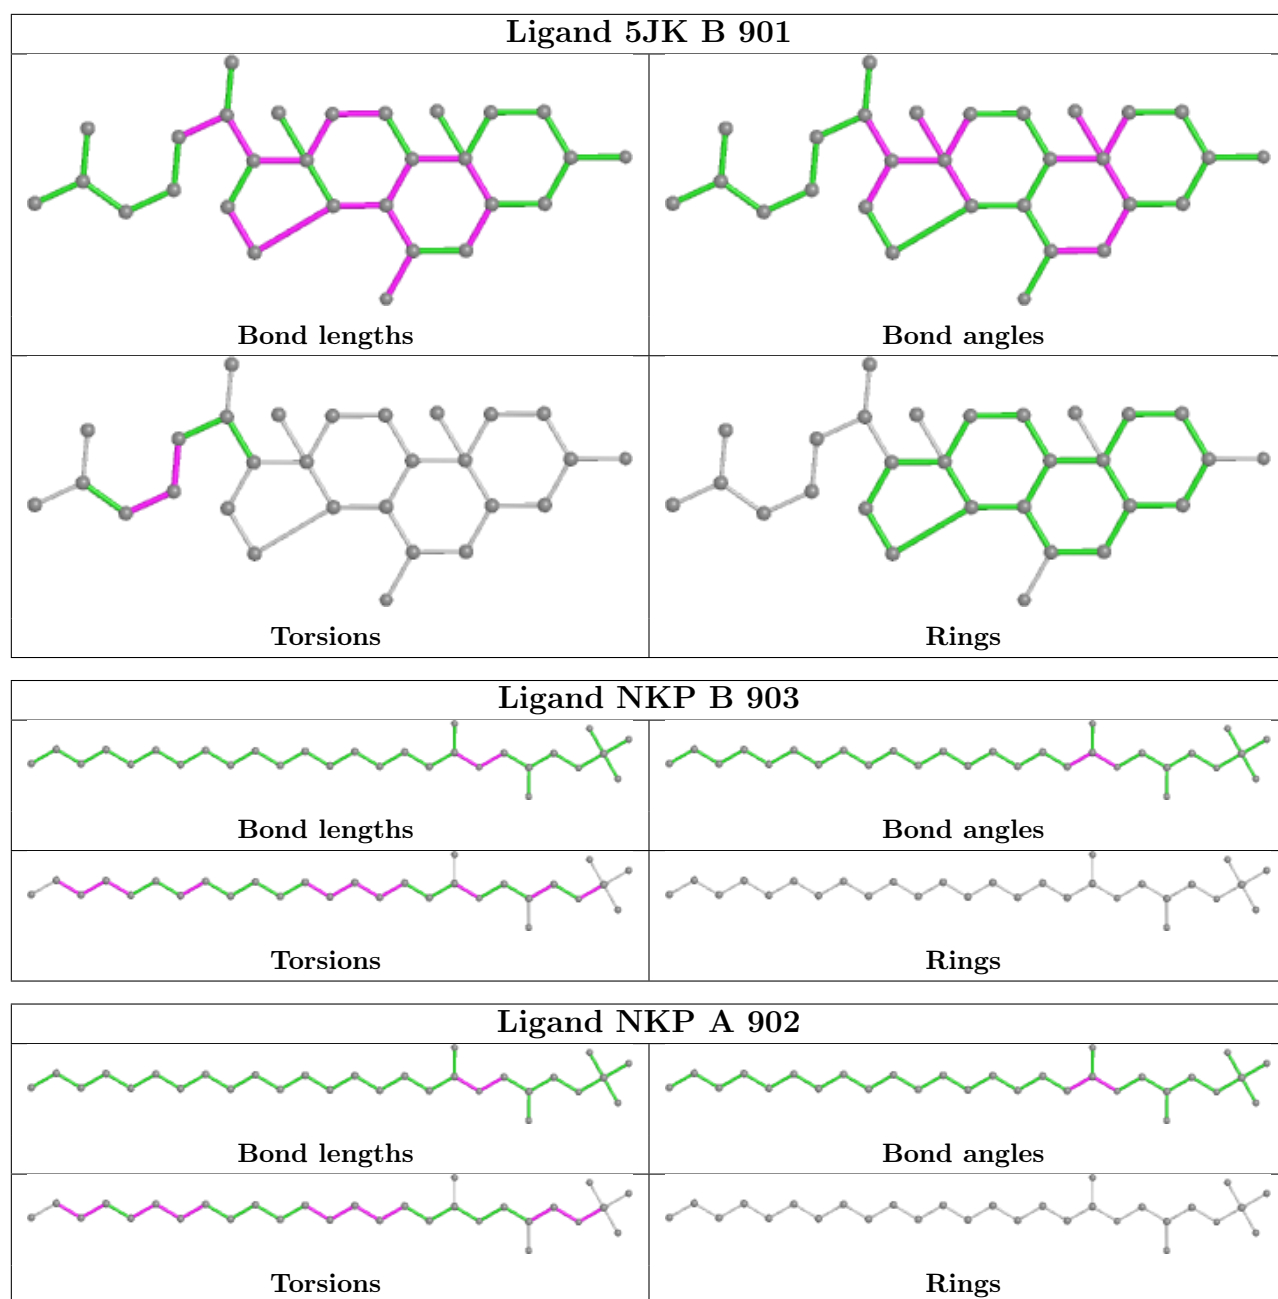 Ligand 5JK B 901
Bond lengths
Bond angles
Torsions
Rings
Ligand NKP B 903
Bond lengths
Bond angles
Torsions
Rings
Ligand NKP A 902
Bond lengths
Bond angles
Torsions
Rings